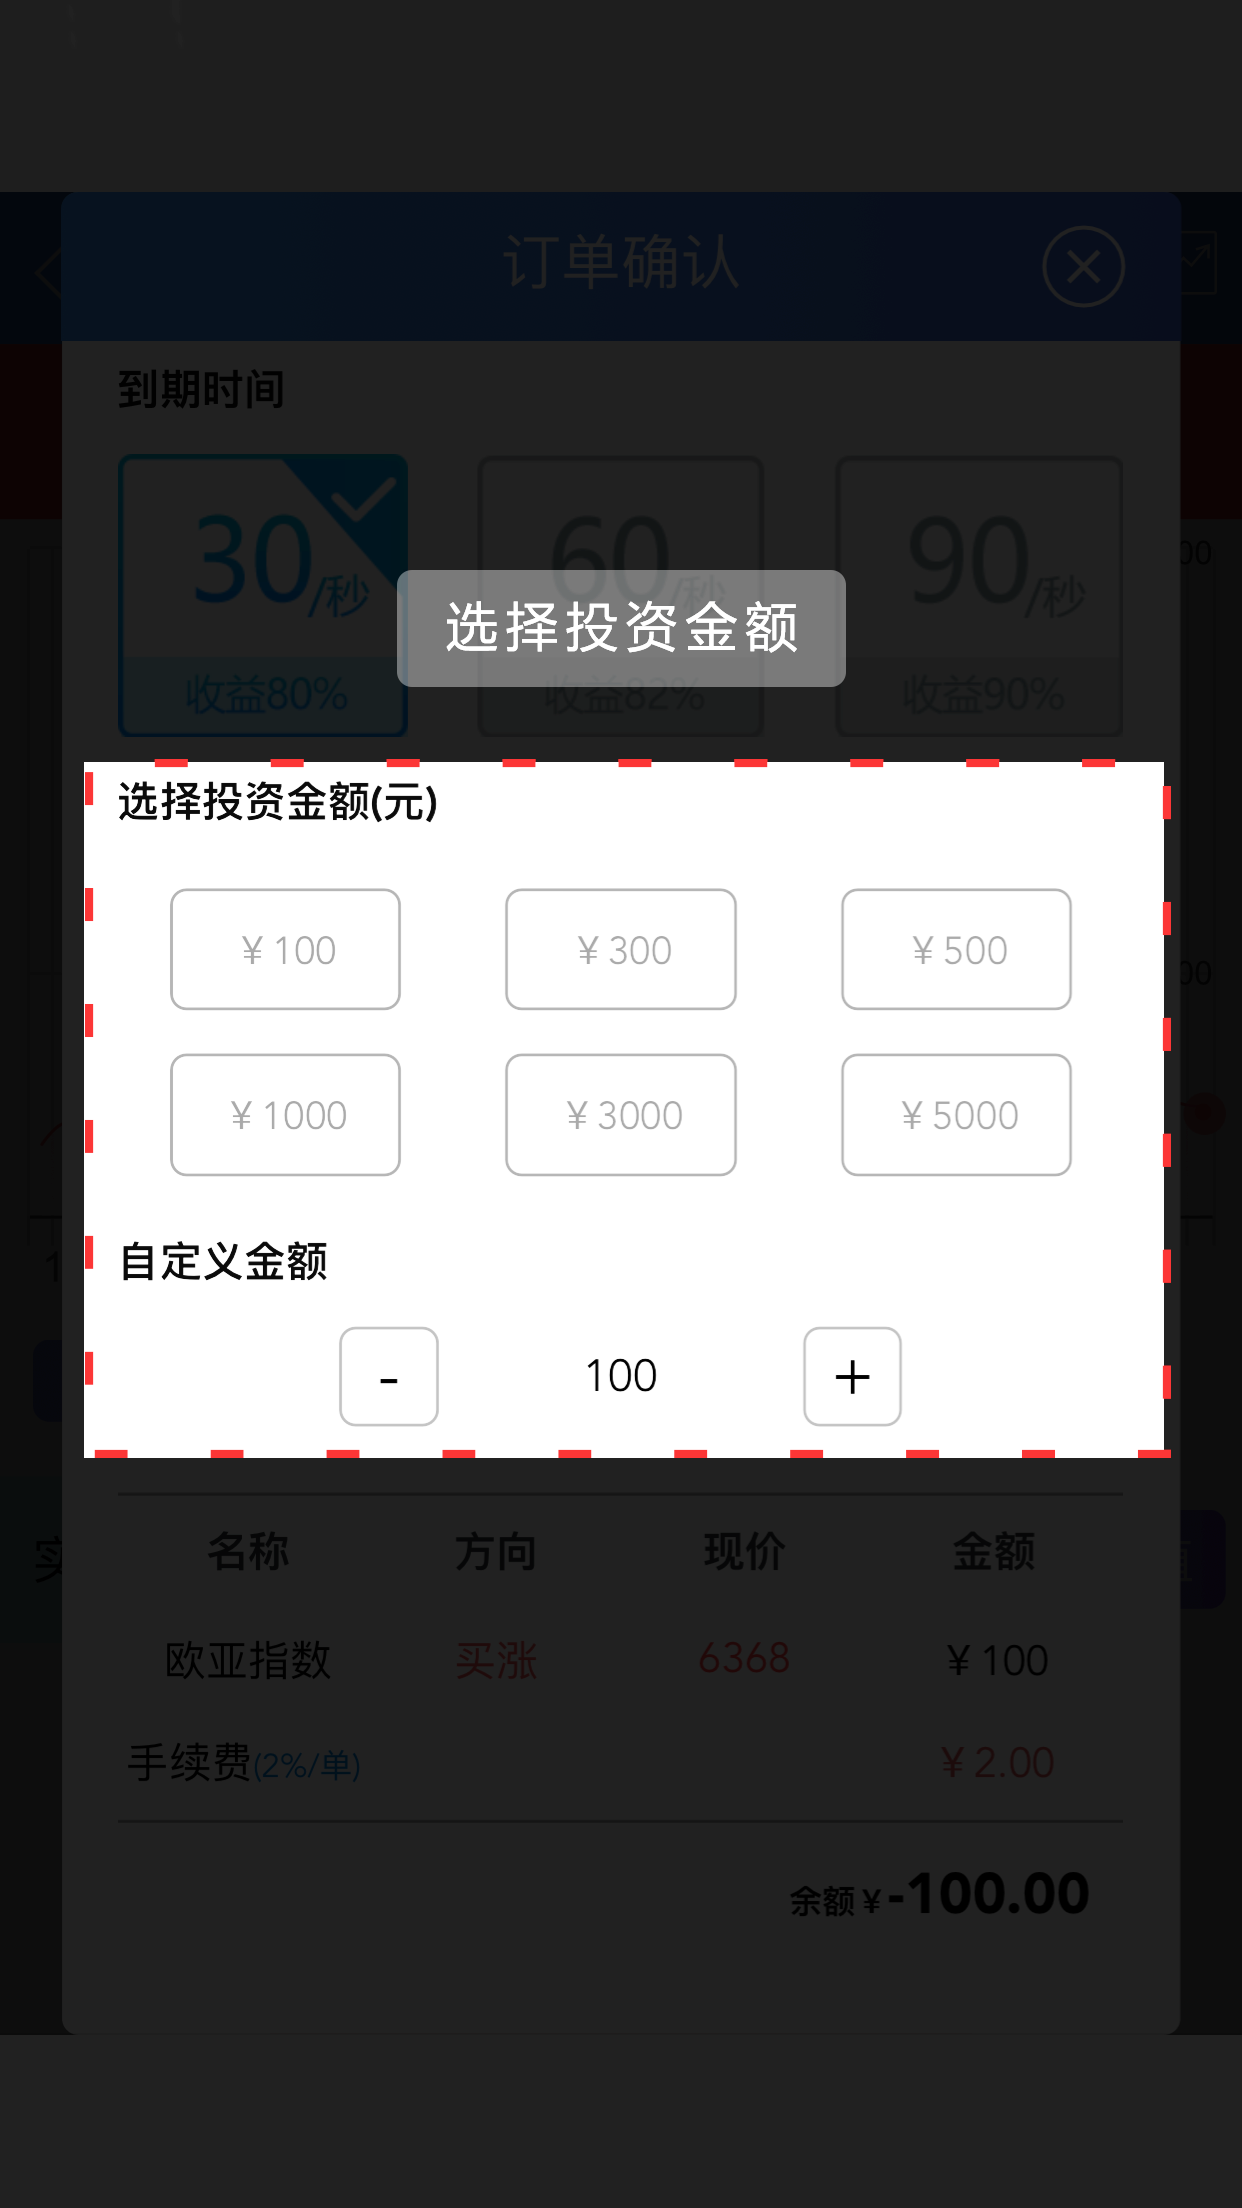 订单确认
到期时间
30/秒 60/秒 90/秒
00
选择投资金额
收益80% 收益82% 收益90%
选择投资金额(元)
¥ 100 ¥ 300 ¥ 500
00
¥ 1000 ¥ 3000 ¥ 5000
自定义金额
1
- 100 +
名称 方向 现价 金额
实
欧亚指数 买涨 6368 ¥ 100
手续费(2%/单) ¥ 2.00
余额 ¥ -100.00